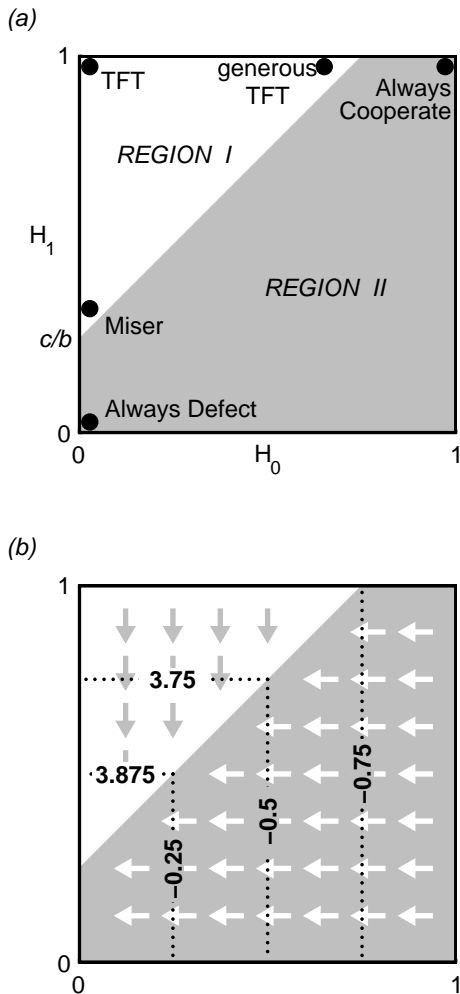 (a)
1
TFT
generous
TFT
Always
Cooperate
REGION I
H1
REGION II
Miser
c/b
Always Defect
0
0
H0
1
(b)
1
3.75
3.875
−0.25
−0.5
−0.75
0
0
1